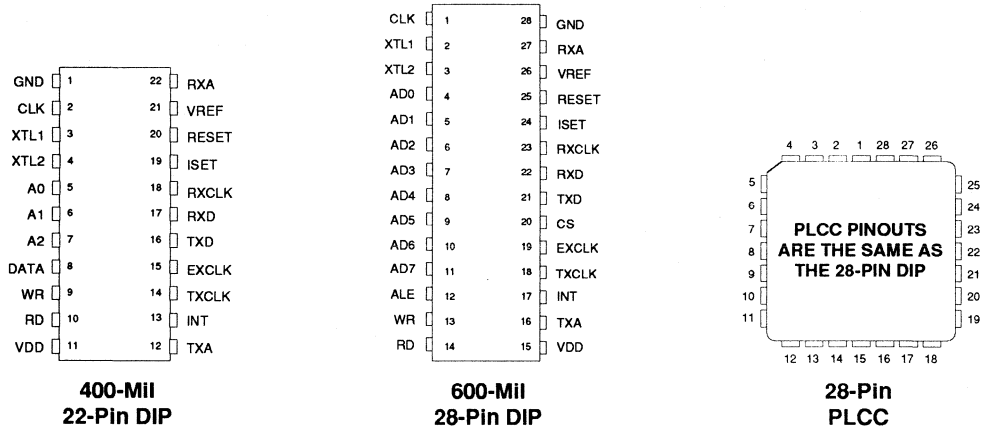 GND 1 22 RXA
CLK 2 21 VREF
XTL1 3 20 RESET
XTL2 4 19 ISET
A0 5 18 RXCLK
A1 6 17 RXD
A2 7 16 TXD
DATA 8 15 EXCLK
WR 9 14 TXCLK
RD 10 13 INT
VDD 11 12 TXA
400-Mil
22-Pin DIP
CLK 1 28 GND
XTL1 2 27 RXA
XTL2 3 26 VREF
AD0 4 25 RESET
AD1 5 24 ISET
AD2 6 23 RXCLK
AD3 7 22 RXD
AD4 8 21 TXD
AD5 9 20 CS
AD6 10 19 EXCLK
AD7 11 18 TXCLK
ALE 12 17 INT
WR 13 16 TXA
RD 14 15 VDD
600-Mil
28-Pin DIP
4 3 2 1 28 27 26
5 25
6 24
7 23
8 22
9 21
10 20
11 19
PLCC PINOUTS
ARE THE SAME AS
THE 28-PIN DIP
12 13 14 15 16 17 18
28-Pin
PLCC